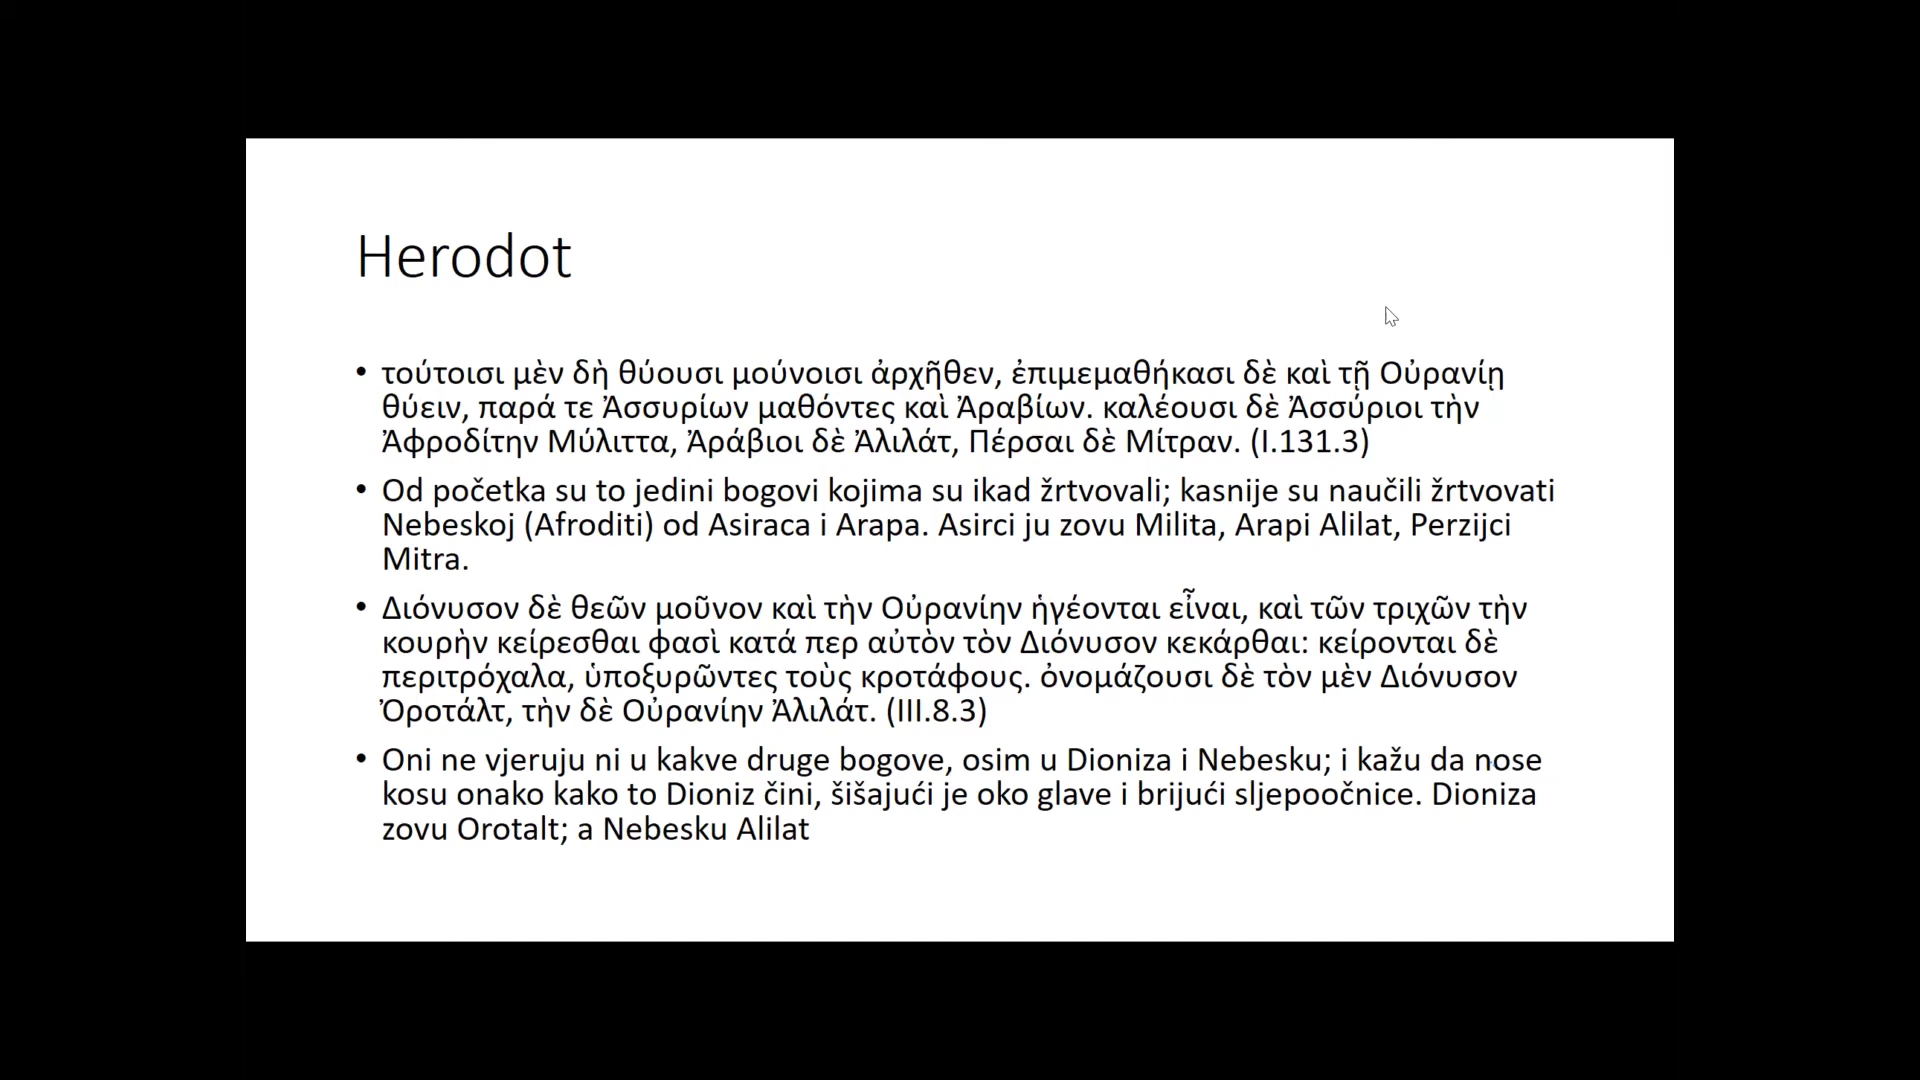 Herodot
• τούτοισι μὲν δὴ θύουσι μούνοισι ἀρχῆθεν, ἐπιμεμαθήκασι δὲ καὶ τῇ Οὐρανίῃ
θύειν, παρά τε Ἀσσυρίων μαθόντες καὶ Ἀραβίων. καλέουσι δὲ Ἀσσύριοι τὴν
Ἀφροδίτην Μύλιττα, Ἀράβιοι δὲ Ἀλιλάτ, Πέρσαι δὲ Μίτραν. (I.131.3)
• Od početka su to jedini bogovi kojima su ikad žrtvovali; kasnije su naučili žrtvovati
Nebeskoj (Afroditi) od Asiraca i Arapa. Asirci ju zovu Milita, Arapi Alilat, Perzijci
Mitra.
• Διόνυσον δὲ θεῶν μοῦνον καὶ τὴν Οὐρανίην ἡγέονται εἶναι, καὶ τῶν τριχῶν τὴν
κουρὴν κείρεσθαι φασὶ κατά περ αὐτὸν τὸν Διόνυσον κεκάρθαι: κείρονται δὲ
περιτρόχαλα, ὑποξυρῶντες τοὺς κροτάφους. ὀνομάζουσι δὲ τὸν μὲν Διόνυσον
Ὀροτάλτ, τὴν δὲ Οὐρανίην Ἀλιλάτ. (III.8.3)
• Oni ne vjeruju ni u kakve druge bogove, osim u Dioniza i Nebesku; i kažu da nose
kosu onako kako to Dioniz čini, šišajući je oko glave i brijući sljepoočnice. Dioniza
zovu Orotalt; a Nebesku Alilat